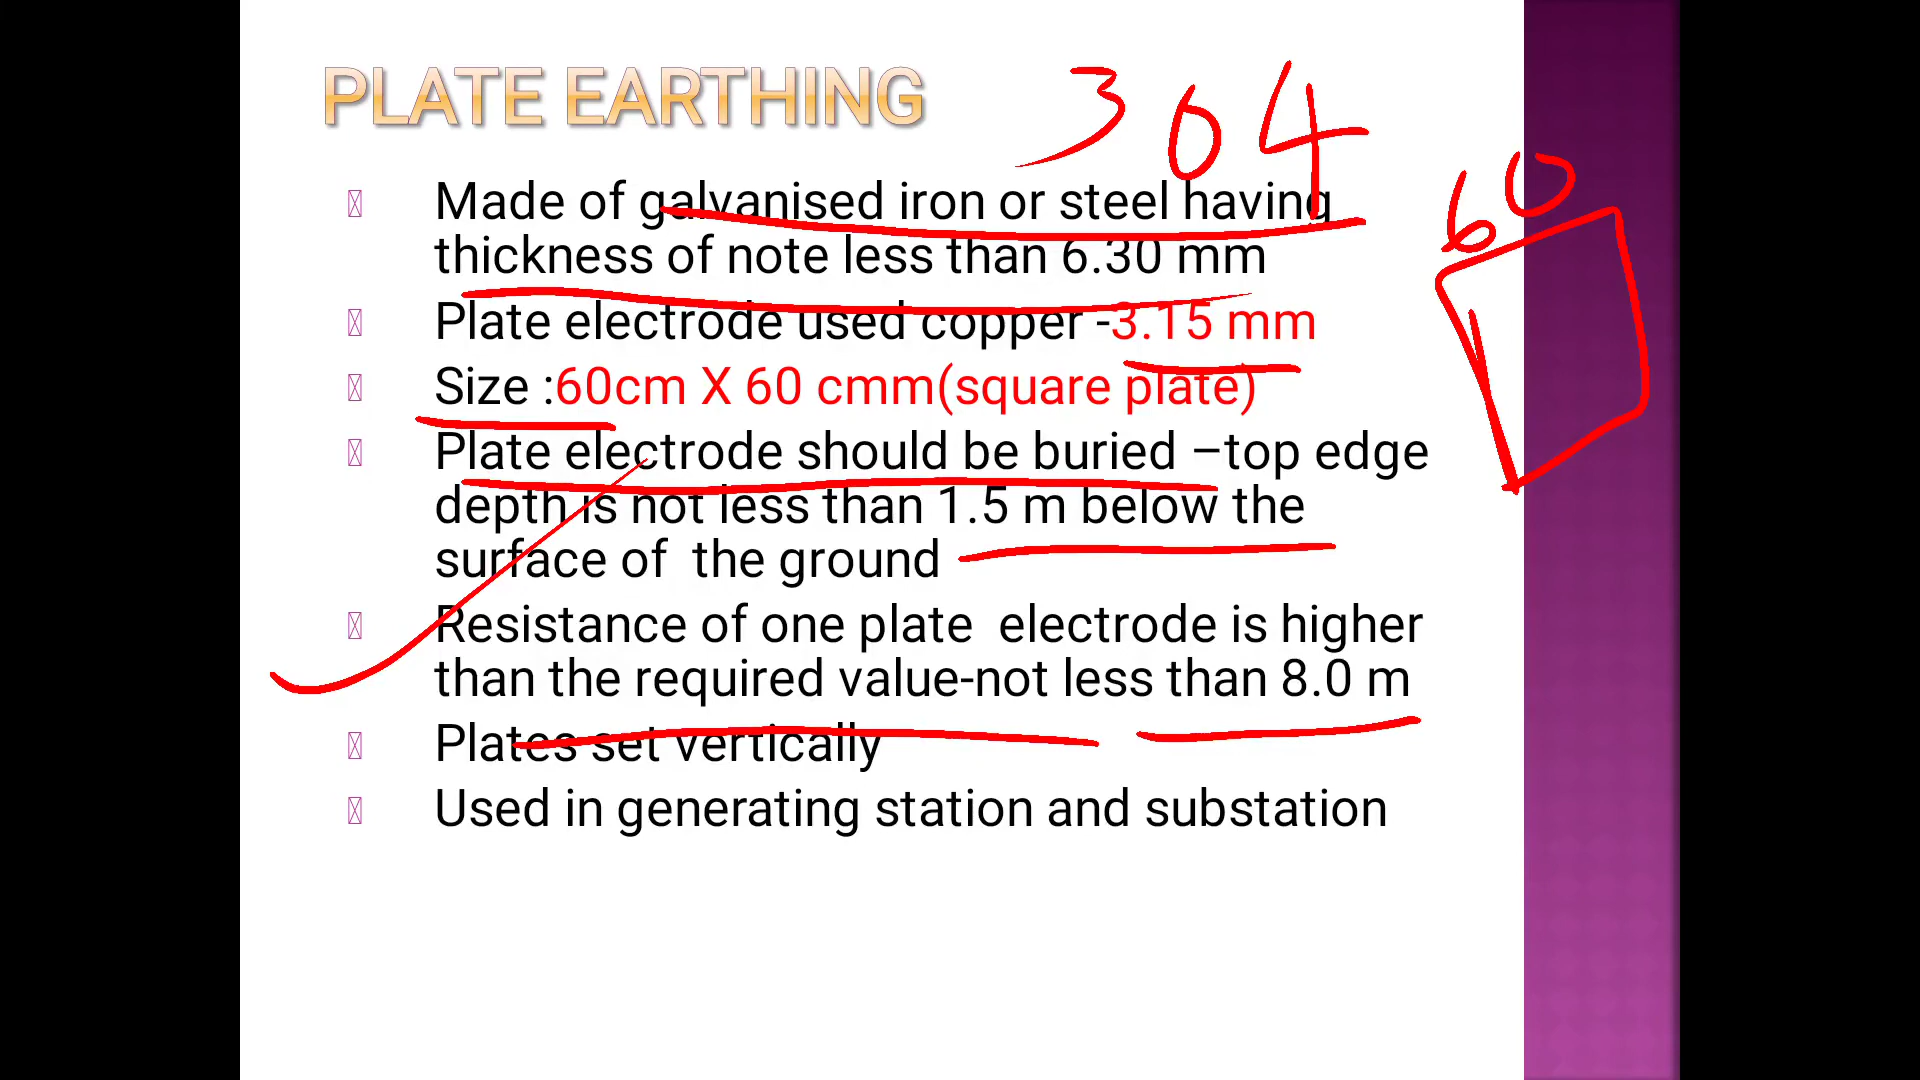 PLATE EARTHING
304
Made of galvanised iron or steel having
thickness of note less than 6.30 mm
60
Plate electrode used copper -3.15 mm
Size :60cm X 60 cmm(square plate)
Plate electrode should be buried –top edge
depth is not less than 1.5 m below the
surface of  the ground
Resistance of one plate  electrode is higher
than the required value-not less than 8.0 m
Plates set vertically
Used in generating station and substation